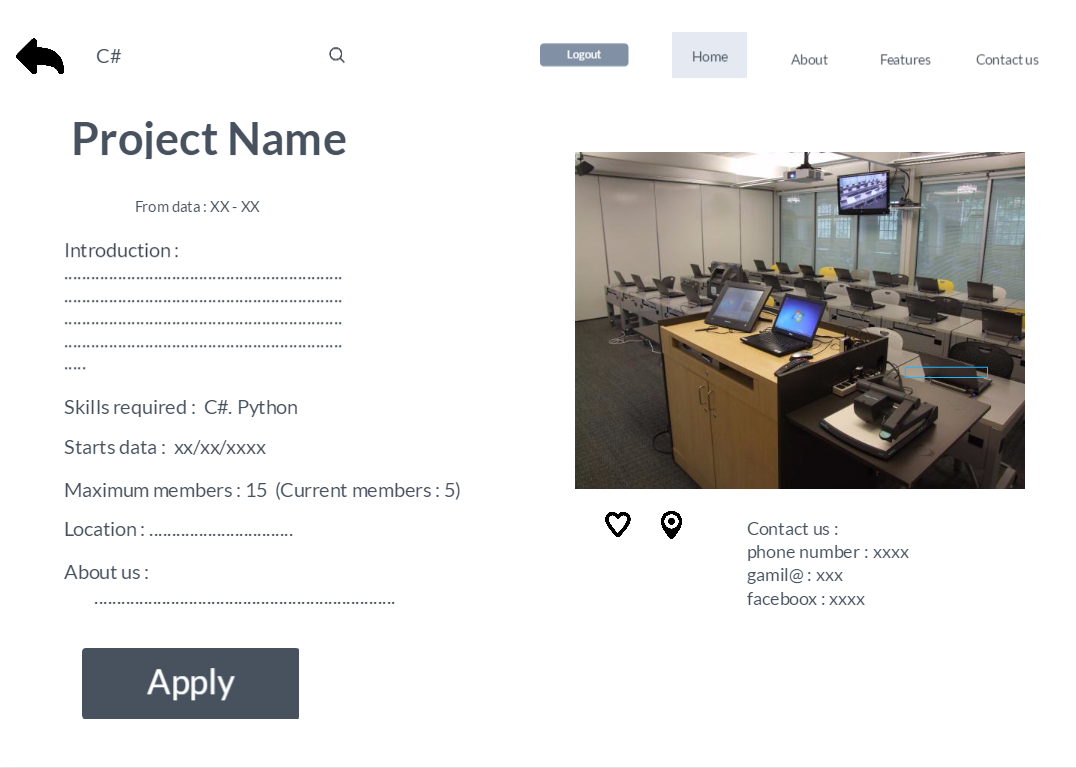 C#
Logout
Home
About
Features
Contact us
Project Name
From data : XX - XX
Introduction :
..............................................................
..............................................................
..............................................................
..............................................................
.....
Skills required :  C#. Python
Starts data :  xx/xx/xxxx
Maximum members : 15  (Current members : 5)
Location : ................................
About us :
...................................................................
Apply
Contact us :
phone number : xxxx
gamil@ : xxx
faceboox : xxxx